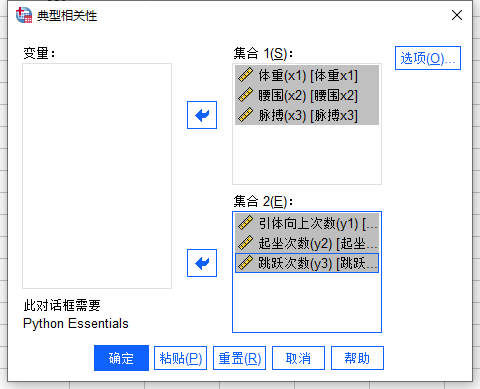 典型相关性
变量：
集合 1(S)：
选项(O)...
体重(x1) [体重x1]
腰围(x2) [腰围x2]
脉搏(x3) [脉搏x3]
集合 2(E)：
引体向上次数(y1) [...
起坐次数(y2) [起坐...
跳跃次数(y3) [跳跃...
此对话框需要
Python Essentials
确定 粘贴(P) 重置(R) 取消 帮助